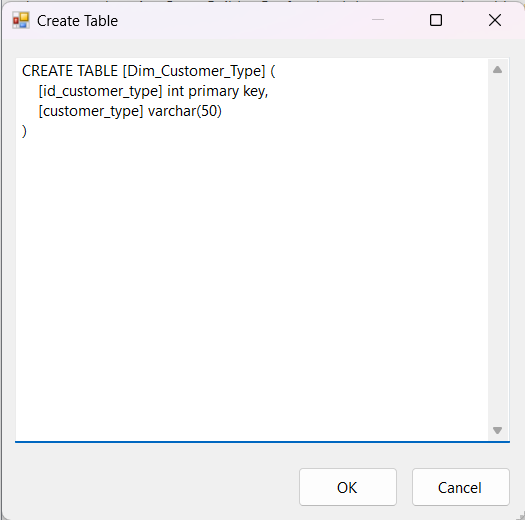 Create Table
CREATE TABLE [Dim_Customer_Type] (
    [id_customer_type] int primary key,
    [customer_type] varchar(50)
)
OK
Cancel